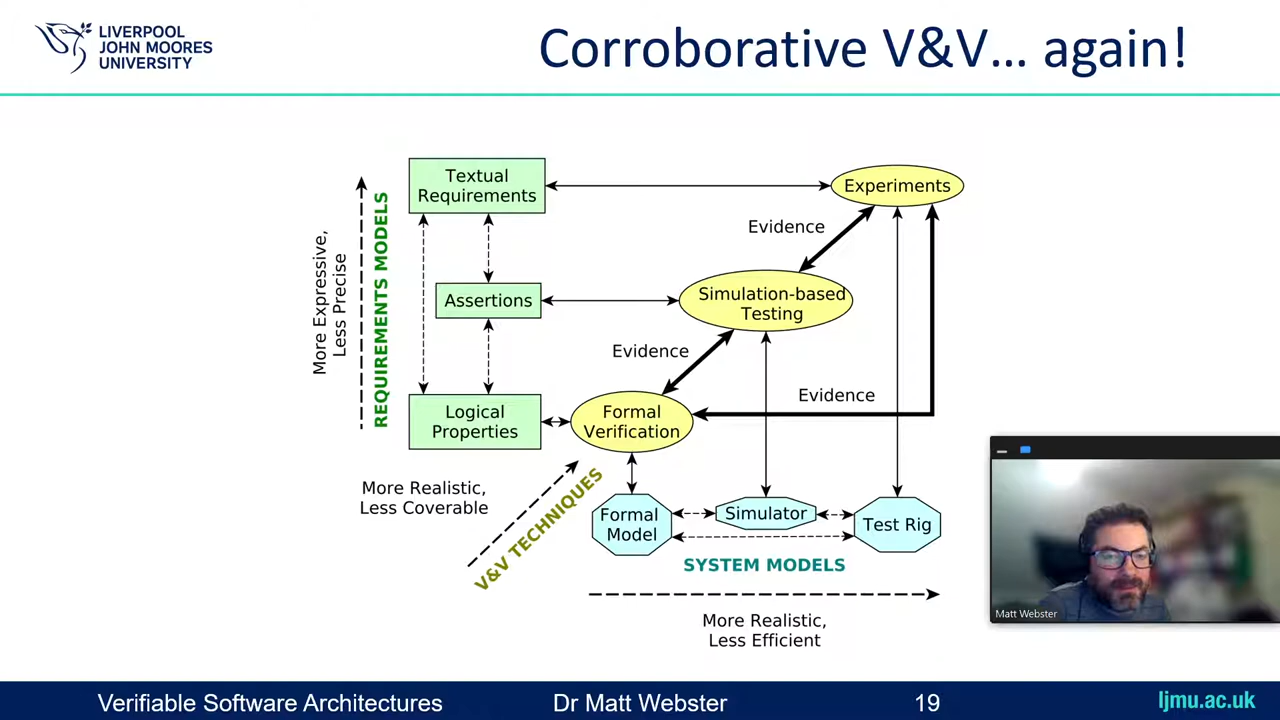 LIVERPOOL
JOHN MOORES
UNIVERSITY
Corroborative V&V... again!
Textual
Requirements
Experiments
Evidence
More Expressive,
Less Precise
REQUIREMENTS MODELS
Assertions
Simulation-based
Testing
Evidence
Evidence
Logical
Properties
Formal
Verification
More Realistic,
Less Coverable
V&V TECHNIQUES
Formal
Model
Simulator
Test Rig
SYSTEM MODELS
More Realistic,
Less Efficient
Matt Webster
Verifiable Software Architectures
Dr Matt Webster
19
ljmu.ac.uk